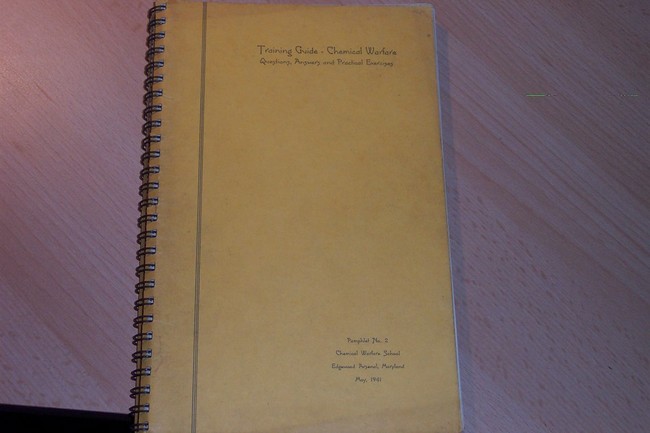 Training Guide - Chemical Warfare
Questions, Answers and Practical Exercises
Pamphlet No. 2
Chemical Warfare School
Edgewood Arsenal, Maryland
May, 1941